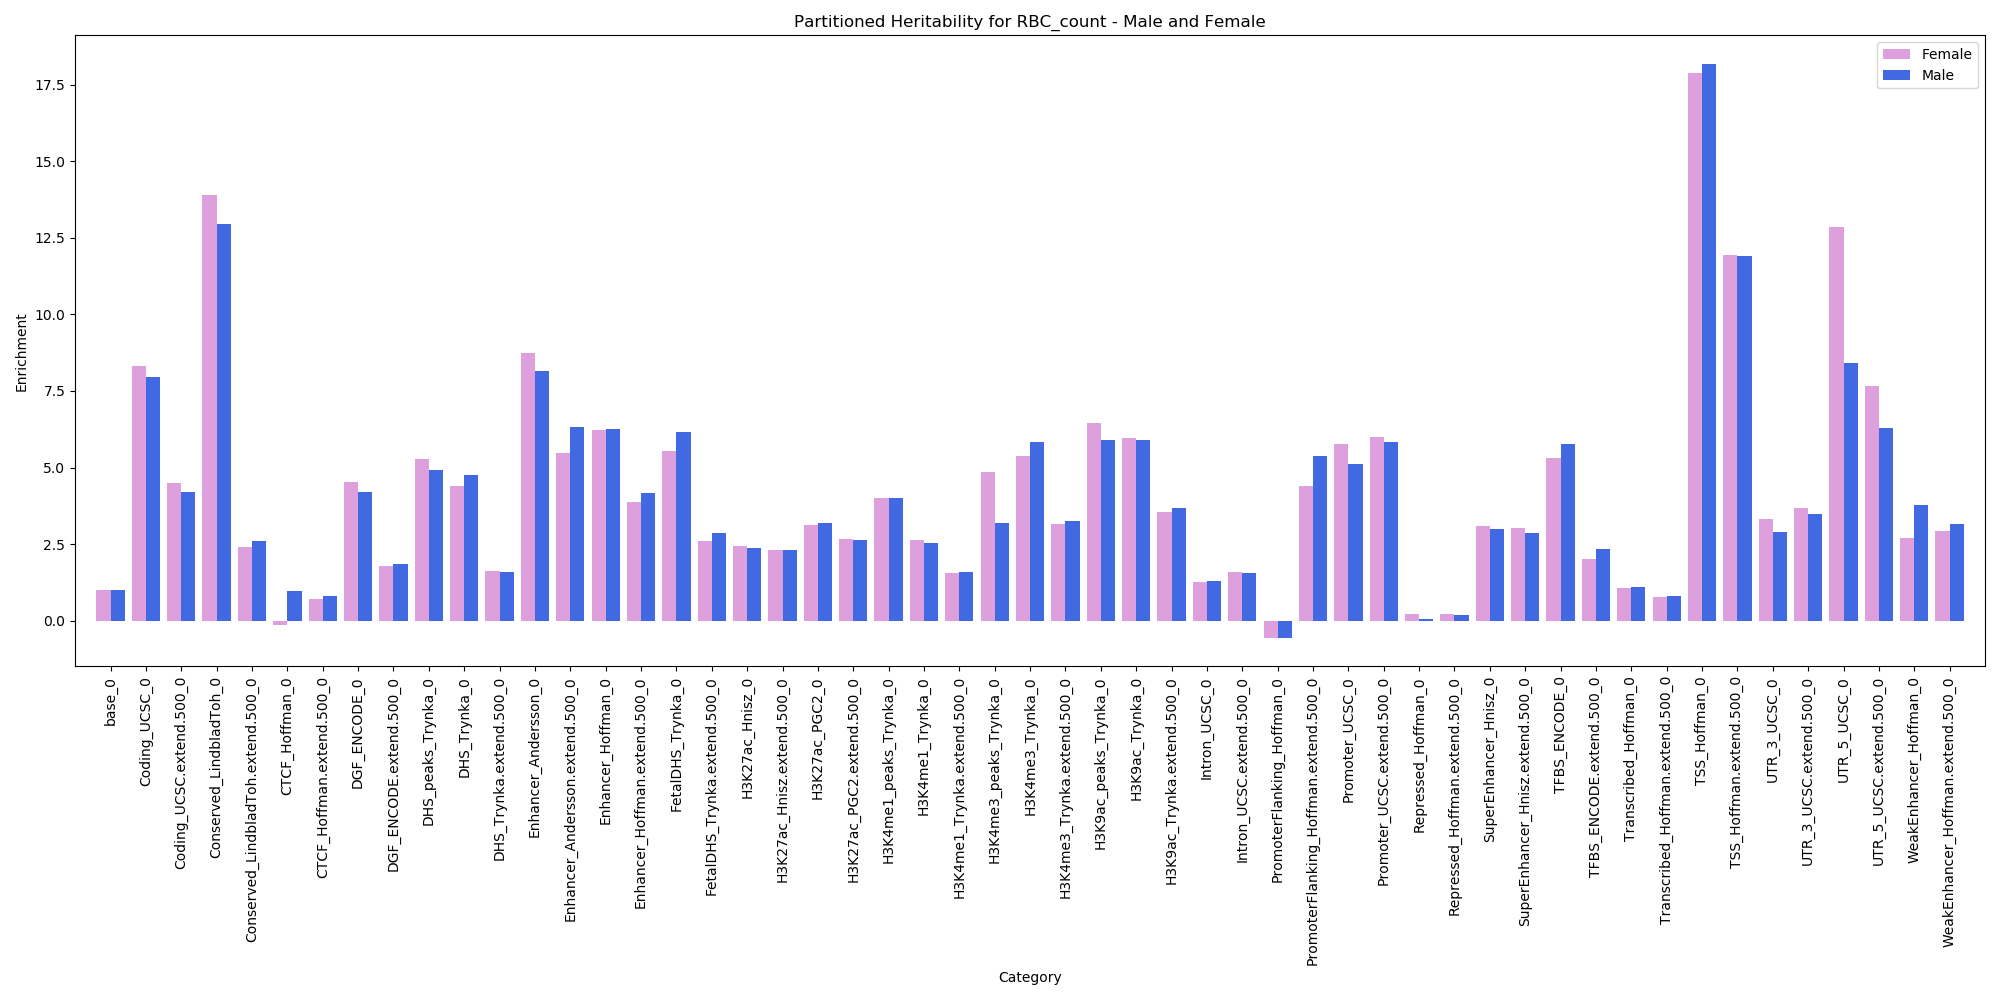 Partitioned Heritability for RBC_count - Male and Female
Female
Male
Enrichment
17.5
15.0
12.5
10.0
7.5
5.0
2.5
0.0
base_0
Coding_UCSC_0
Coding_UCSC.extend.500_0
Conserved_LindbladToh_0
Conserved_LindbladToh.extend.500_0
CTCF_Hoffman_0
CTCF_Hoffman.extend.500_0
DGF_ENCODE_0
DGF_ENCODE.extend.500_0
DHS_peaks_Trynka_0
DHS_Trynka_0
DHS_Trynka.extend.500_0
Enhancer_Andersson_0
Enhancer_Andersson.extend.500_0
Enhancer_Hoffman_0
Enhancer_Hoffman.extend.500_0
FetalDHS_Trynka_0
FetalDHS_Trynka.extend.500_0
H3K27ac_Hnisz_0
H3K27ac_Hnisz.extend.500_0
H3K27ac_PGC2_0
H3K27ac_PGC2.extend.500_0
H3K4me1_peaks_Trynka_0
H3K4me1_Trynka_0
H3K4me1_Trynka.extend.500_0
H3K4me3_peaks_Trynka_0
H3K4me3_Trynka_0
H3K4me3_Trynka.extend.500_0
H3K9ac_peaks_Trynka_0
H3K9ac_Trynka_0
H3K9ac_Trynka.extend.500_0
Intron_UCSC_0
Intron_UCSC.extend.500_0
PromoterFlanking_Hoffman_0
PromoterFlanking_Hoffman.extend.500_0
Promoter_UCSC_0
Promoter_UCSC.extend.500_0
Repressed_Hoffman_0
Repressed_Hoffman.extend.500_0
SuperEnhancer_Hnisz_0
SuperEnhancer_Hnisz.extend.500_0
TFBS_ENCODE_0
TFBS_ENCODE.extend.500_0
Transcribed_Hoffman_0
Transcribed_Hoffman.extend.500_0
TSS_Hoffman_0
TSS_Hoffman.extend.500_0
UTR_3_UCSC_0
UTR_3_UCSC.extend.500_0
UTR_5_UCSC_0
UTR_5_UCSC.extend.500_0
WeakEnhancer_Hoffman_0
WeakEnhancer_Hoffman.extend.500_0
Category